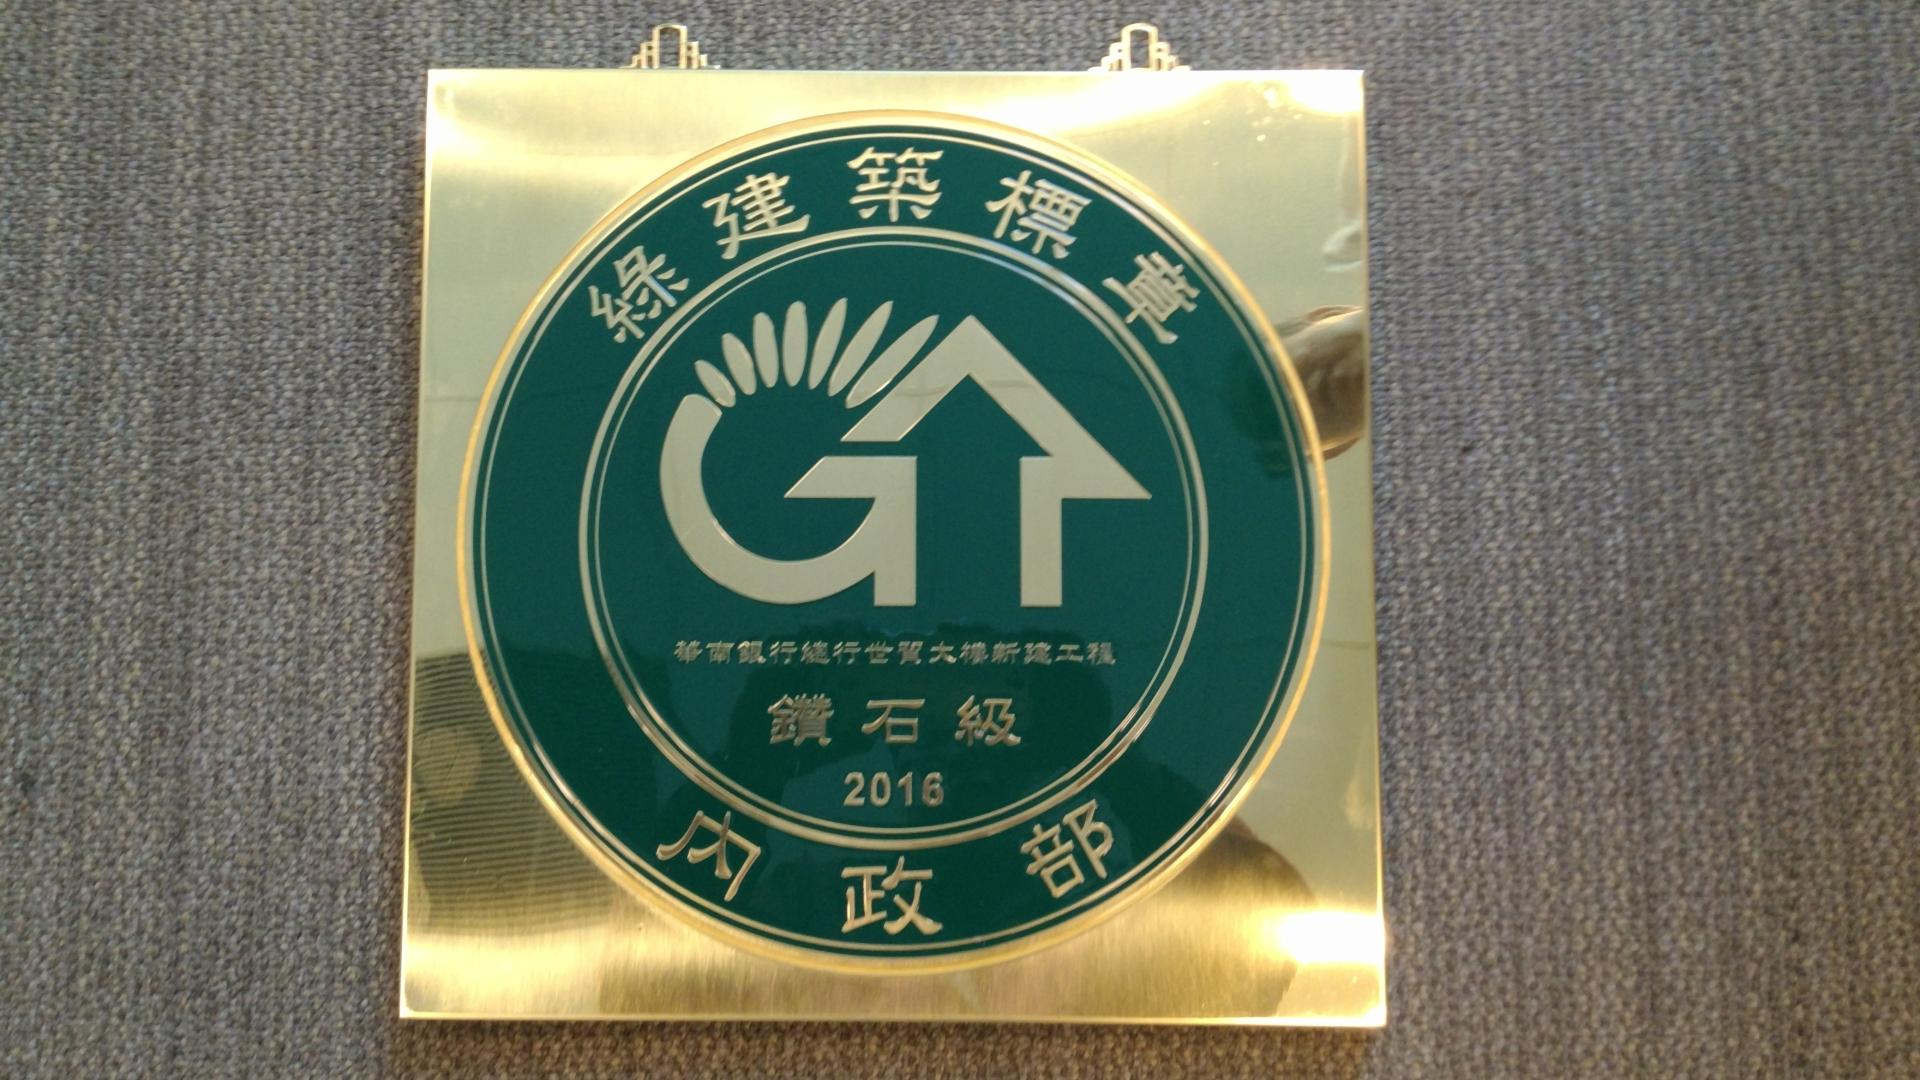 綠建築標章
華南銀行總行世貿大樓新建工程
鑽石級
2016
內政部